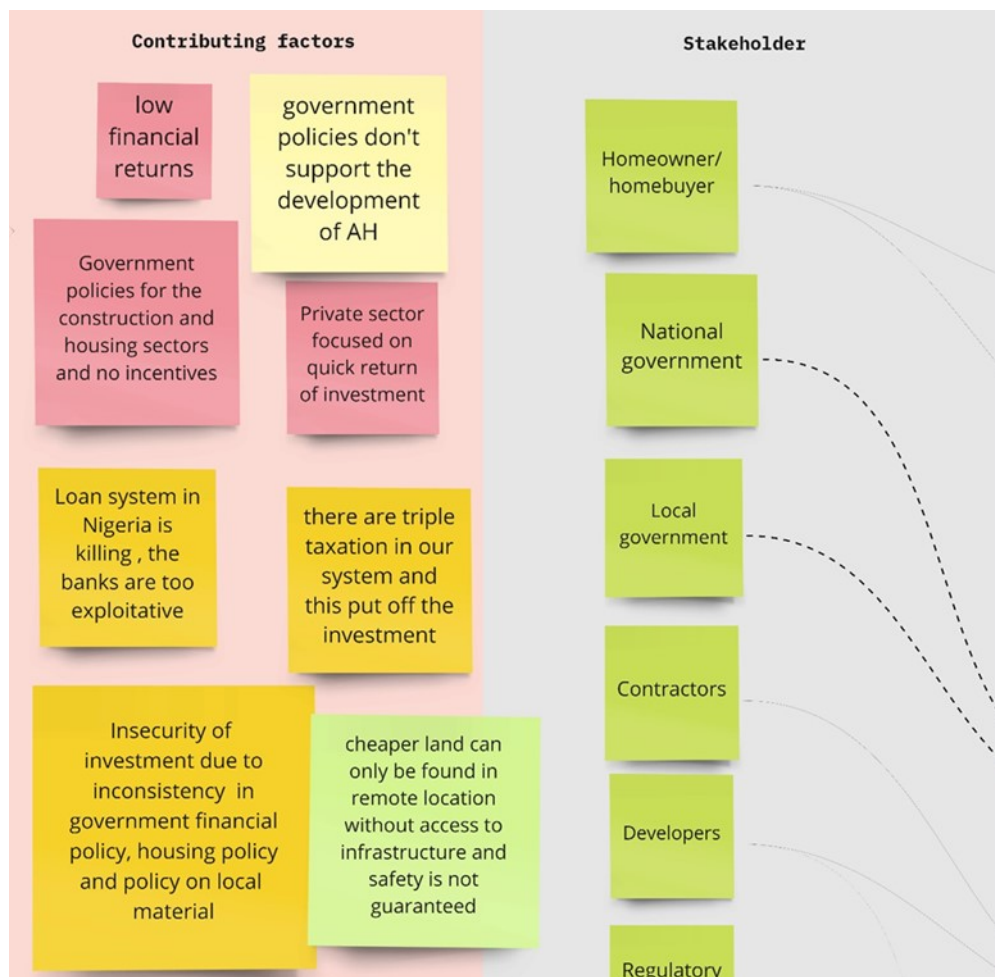 Contributing factors
low
financial
returns
government
policies don't
support the
development
of AH
Government
policies for the
construction and
housing sectors
and no incentives
Private sector
focused on
quick return
of investment
Loan system in
Nigeria is
killing , the
banks are too
exploitative
there are triple
taxation in our
system and
this put off the
investment
Insecurity of
investment due to
inconsistency in
government financial
policy, housing policy
and policy on local
material
cheaper land can
only be found in
remote location
without access to
infrastructure and
safety is not
guaranteed
Stakeholder
Homeowner/
homebuyer
National
government
Local
government
Contractors
Developers
Regulatory